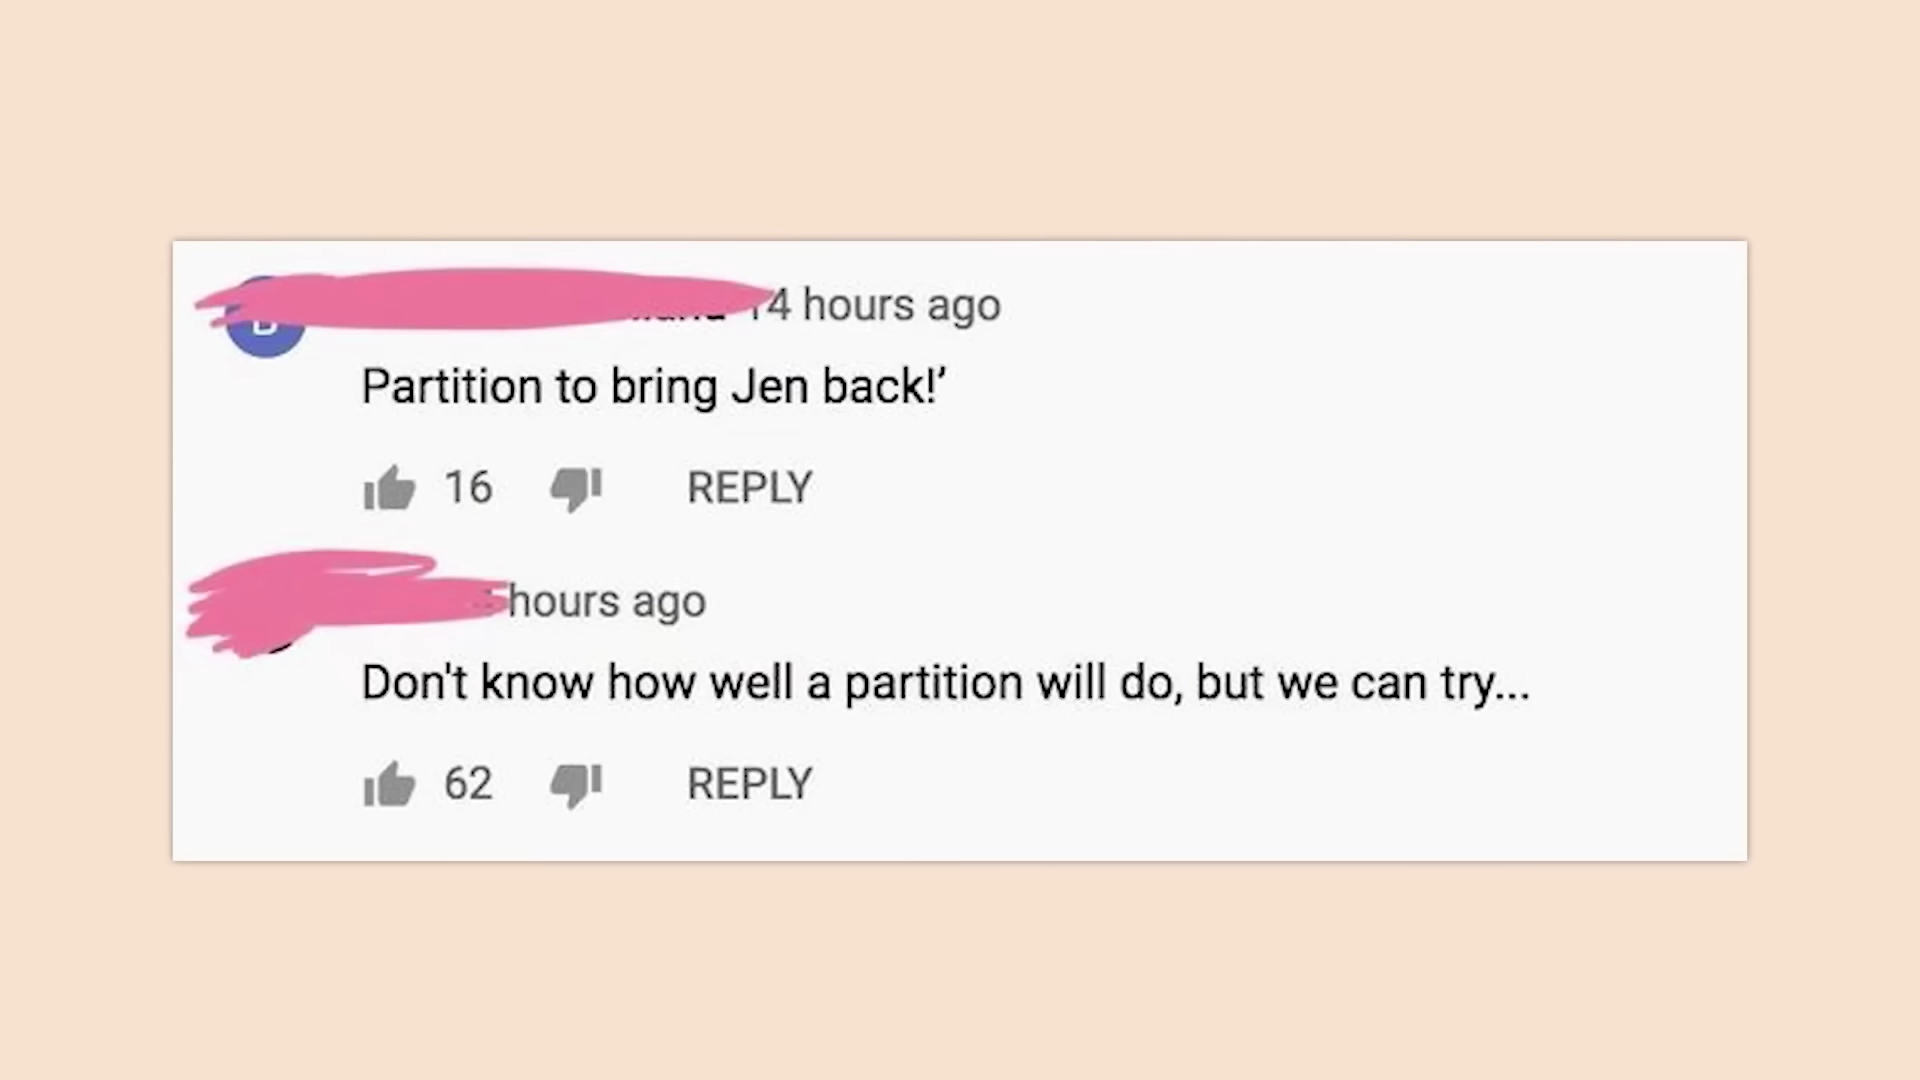 14 hours ago
Partition to bring Jen back!’
16 REPLY
hours ago
Don't know how well a partition will do, but we can try...
62 REPLY